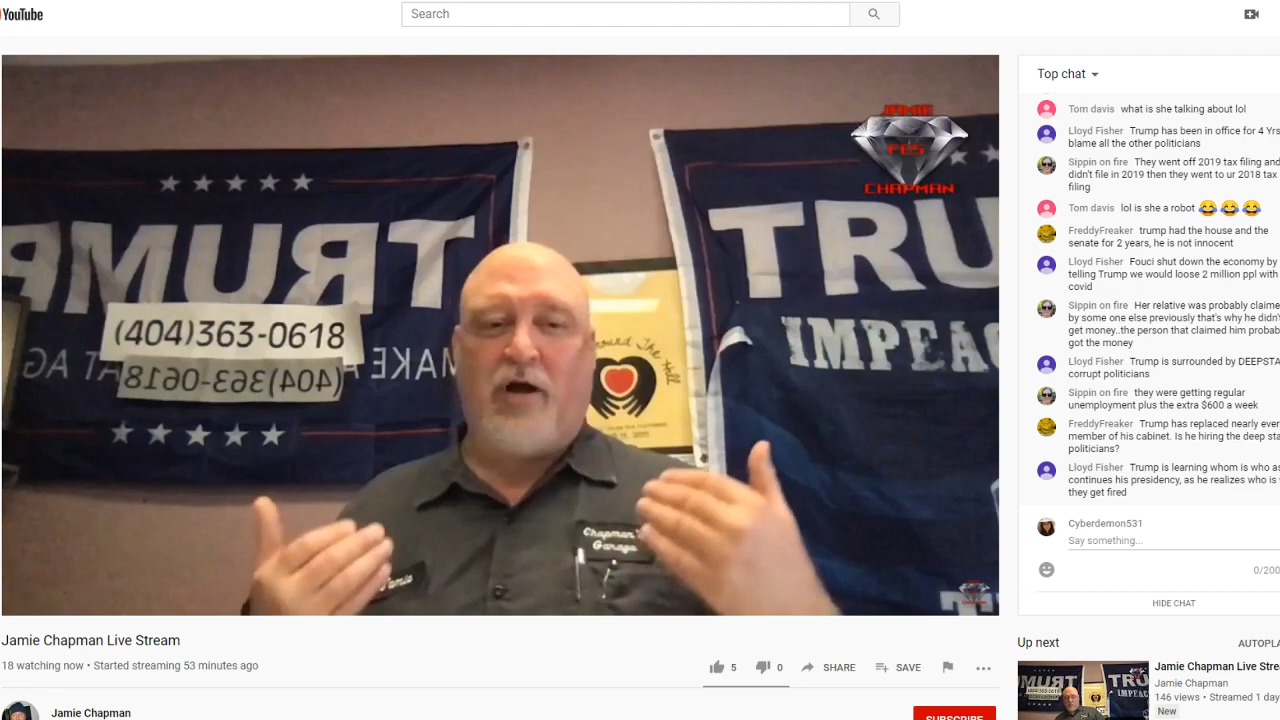 YouTube
Search
JAMIE
FES
CHAPMAN
TRUMP
TRU
(404)363-0618
MAKE A
AT AG
(404)363-0618
IMPEAC
Around The
Chapman's
Garage
Jamie
Jamie Chapman Live Stream
18 watching now • Started streaming 53 minutes ago
5
0
SHARE
SAVE
Jamie Chapman
SUBSCRIBE
Top chat
Tom davis what is she talking about lol
Lloyd Fisher Trump has been in office for 4 Yrs
blame all the other politicians
Sippin on fire They went off 2019 tax filing and
didn't file in 2019 then they went to ur 2018 tax
filing
Tom davis lol is she a robot 😂 😂 😂
FreddyFreaker trump had the house and the
senate for 2 years, he is not innocent
Lloyd Fisher Fouci shut down the economy by
telling Trump we would loose 2 million ppl with
covid
Sippin on fire Her relative was probably claime
by some one else previously that's why he didn'
get money..the person that claimed him probab
got the money
Lloyd Fisher Trump is surrounded by DEEPSTA
corrupt politicians
Sippin on fire they were getting regular
unemployment plus the extra $600 a week
FreddyFreaker Trump has replaced nearly ever
member of his cabinet. Is he hiring the deep sta
politicians?
Lloyd Fisher Trump is learning whom is who as
continues his presidency, as he realizes who is
they get fired
Cyberdemon531
Say something...
0/200
HIDE CHAT
Up next
AUTOPLA
Jamie Chapman Live Strea
Jamie Chapman
146 views • Streamed 1 day
New